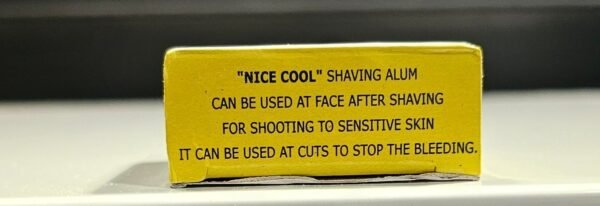 "NICE COOL" SHAVING ALUM
CAN BE USED AT FACE AFTER SHAVING
FOR SHOOTING TO SENSITIVE SKIN
IT CAN BE USED AT CUTS TO STOP THE BLEEDING.